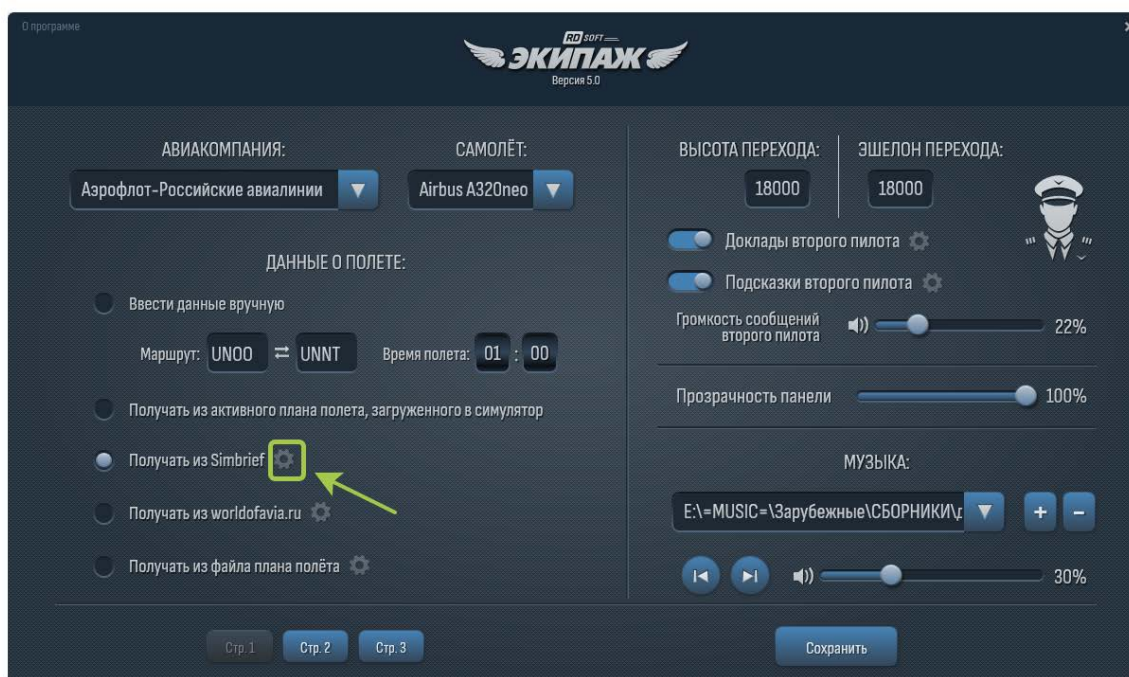 О программе
RD SOFT
ЭКИПАЖ
Версия 5.0
АВИАКОМПАНИЯ:
САМОЛЁТ:
Аэрофлот-Российские авиалинии
Airbus A320neo
ДАННЫЕ О ПОЛЕТЕ:
Ввести данные вручную
Маршрут: UNOO ⇄ UNNT Время полета: 01 : 00
Получать из активного плана полета, загруженного в симулятор
Получать из Simbrief
Получать из worldofavia.ru
Получать из файла плана полёта
Стр. 1 Стр. 2 Стр. 3
ВЫСОТА ПЕРЕХОДА:
ЭШЕЛОН ПЕРЕХОДА:
18000
18000
Доклады второго пилота
Подсказки второго пилота
Громкость сообщений
второго пилота
22%
Прозрачность панели 100%
МУЗЫКА:
E:\=MUSIC=\Зарубежные\СБОРНИКИ\
+ −
30%
Сохранить